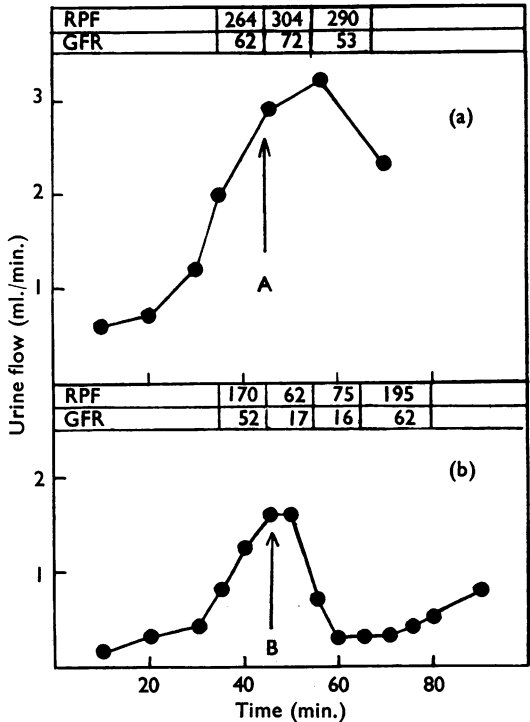 RPF 264 304 290
GFR 62 72 53
3
(a)
2
A
1
Urine flow (ml./min.)
RPF 170 62 75 195
GFR 52 17 16 62
(b)
2
1
B
20 40 60 80
Time (min.)